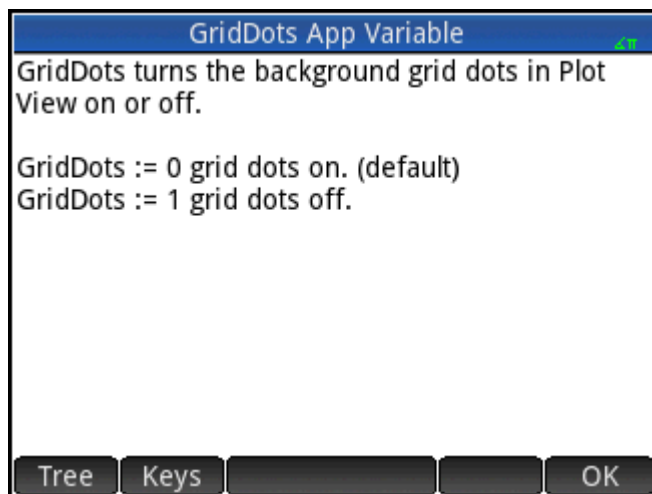 GridDots App Variable
∡π
GridDots turns the background grid dots in Plot
View on or off.
GridDots := 0 grid dots on. (default)
GridDots := 1 grid dots off.
Tree Keys OK